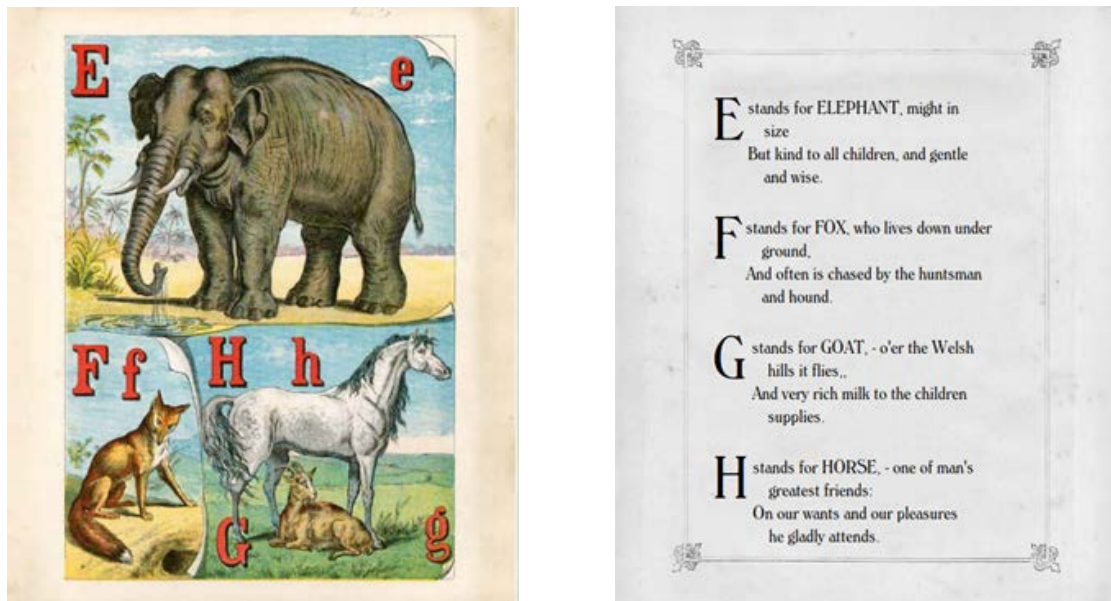 E e
F f
H h
G g
E stands for ELEPHANT, might in
size
But kind to all children, and gentle
and wise.
F stands for FOX, who lives down under
ground,
And often is chased by the huntsman
and hound.
G stands for GOAT, - o'er the Welsh
hills it flies,.
And very rich milk to the children
supplies.
H stands for HORSE, - one of man's
greatest friends:
On our wants and our pleasures
he gladly attends.